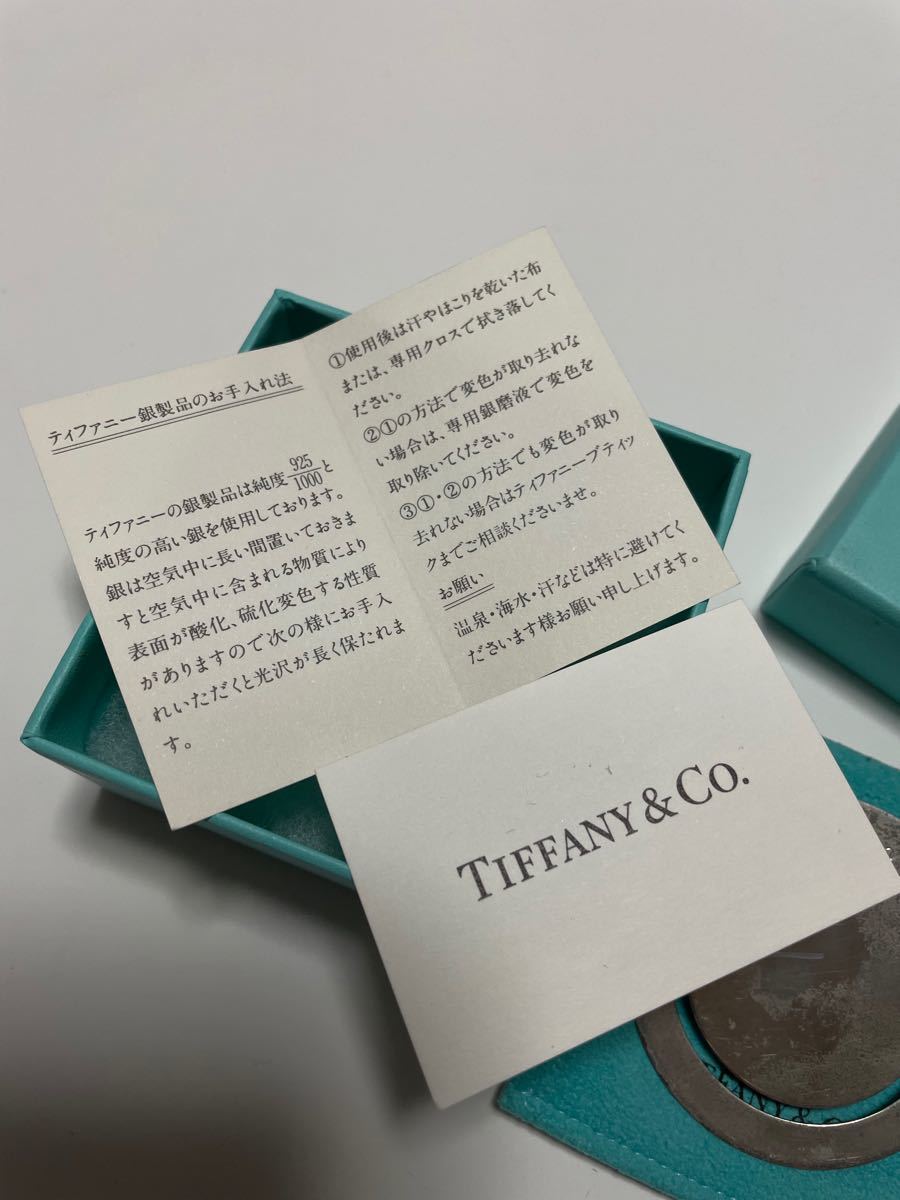 ティファニー銀製品のお手入れ法
ティファニーの銀製品は純度925/1000と
純度の高い銀を使用しております。
銀は空気中に長い間置いておきま
すと空気中に含まれる物質により
表面が酸化、硫化変色する性質
がありますので次の様にお手入
れいただくと光沢が長く保たれま
す。
①使用後は汗やほこりを乾いた布
または、専用クロスで拭き落してく
ださい。
②①の方法で変色が取り去れな
い場合は、専用銀磨液で変色を
取り除いてください。
③①・②の方法でも変色が取り
去れない場合はティファニーブティッ
クまでご相談くださいませ。
お願い
温泉・海水・汗などは特に避けてく
ださいます様お願い申し上げます。
TIFFANY & CO.